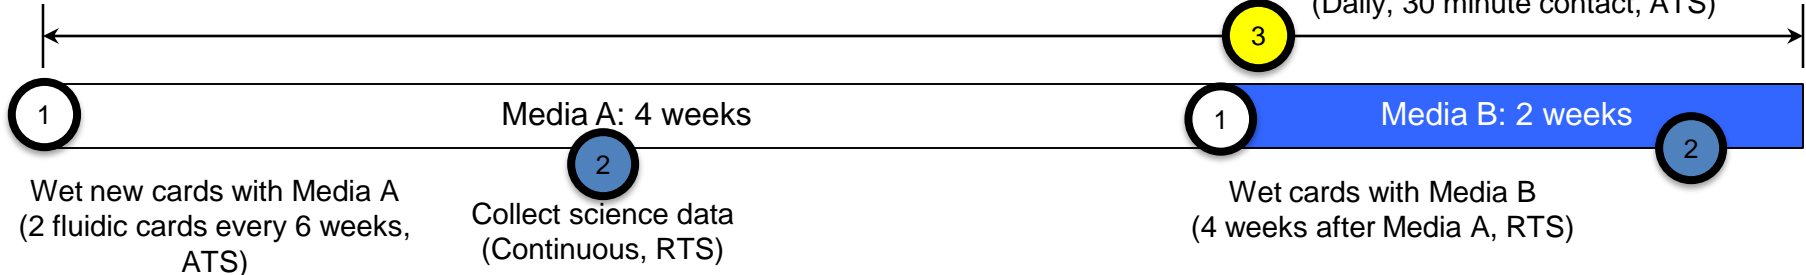 (Daily, 30 minute contact, ATS)
3
1
Media A: 4 weeks
1
Media B: 2 weeks
2
2
Wet new cards with Media A
(2 fluidic cards every 6 weeks,
ATS)
Collect science data
(Continuous, RTS)
Wet cards with Media B
(4 weeks after Media A, RTS)